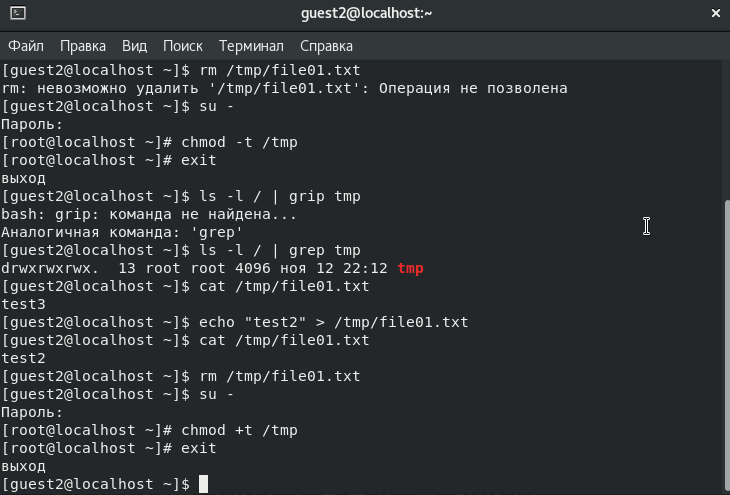 guest2@localhost:~
Файл Правка Вид Поиск Терминал Справка
[guest2@localhost ~]$ rm /tmp/file01.txt
rm: невозможно удалить '/tmp/file01.txt': Операция не позволена
[guest2@localhost ~]$ su -
Пароль:
[root@localhost ~]# chmod -t /tmp
[root@localhost ~]# exit
выход
[guest2@localhost ~]$ ls -l / | grip tmp
bash: grip: команда не найдена...
Аналогичная команда: 'grep'
[guest2@localhost ~]$ ls -l / | grep tmp
drwxrwxrwx.  13 root root 4096 ноя 12 22:12 tmp
[guest2@localhost ~]$ cat /tmp/file01.txt
test3
[guest2@localhost ~]$ echo "test2" > /tmp/file01.txt
[guest2@localhost ~]$ cat /tmp/file01.txt
test2
[guest2@localhost ~]$ rm /tmp/file01.txt
[guest2@localhost ~]$ su -
Пароль:
[root@localhost ~]# chmod +t /tmp
[root@localhost ~]# exit
выход
[guest2@localhost ~]$